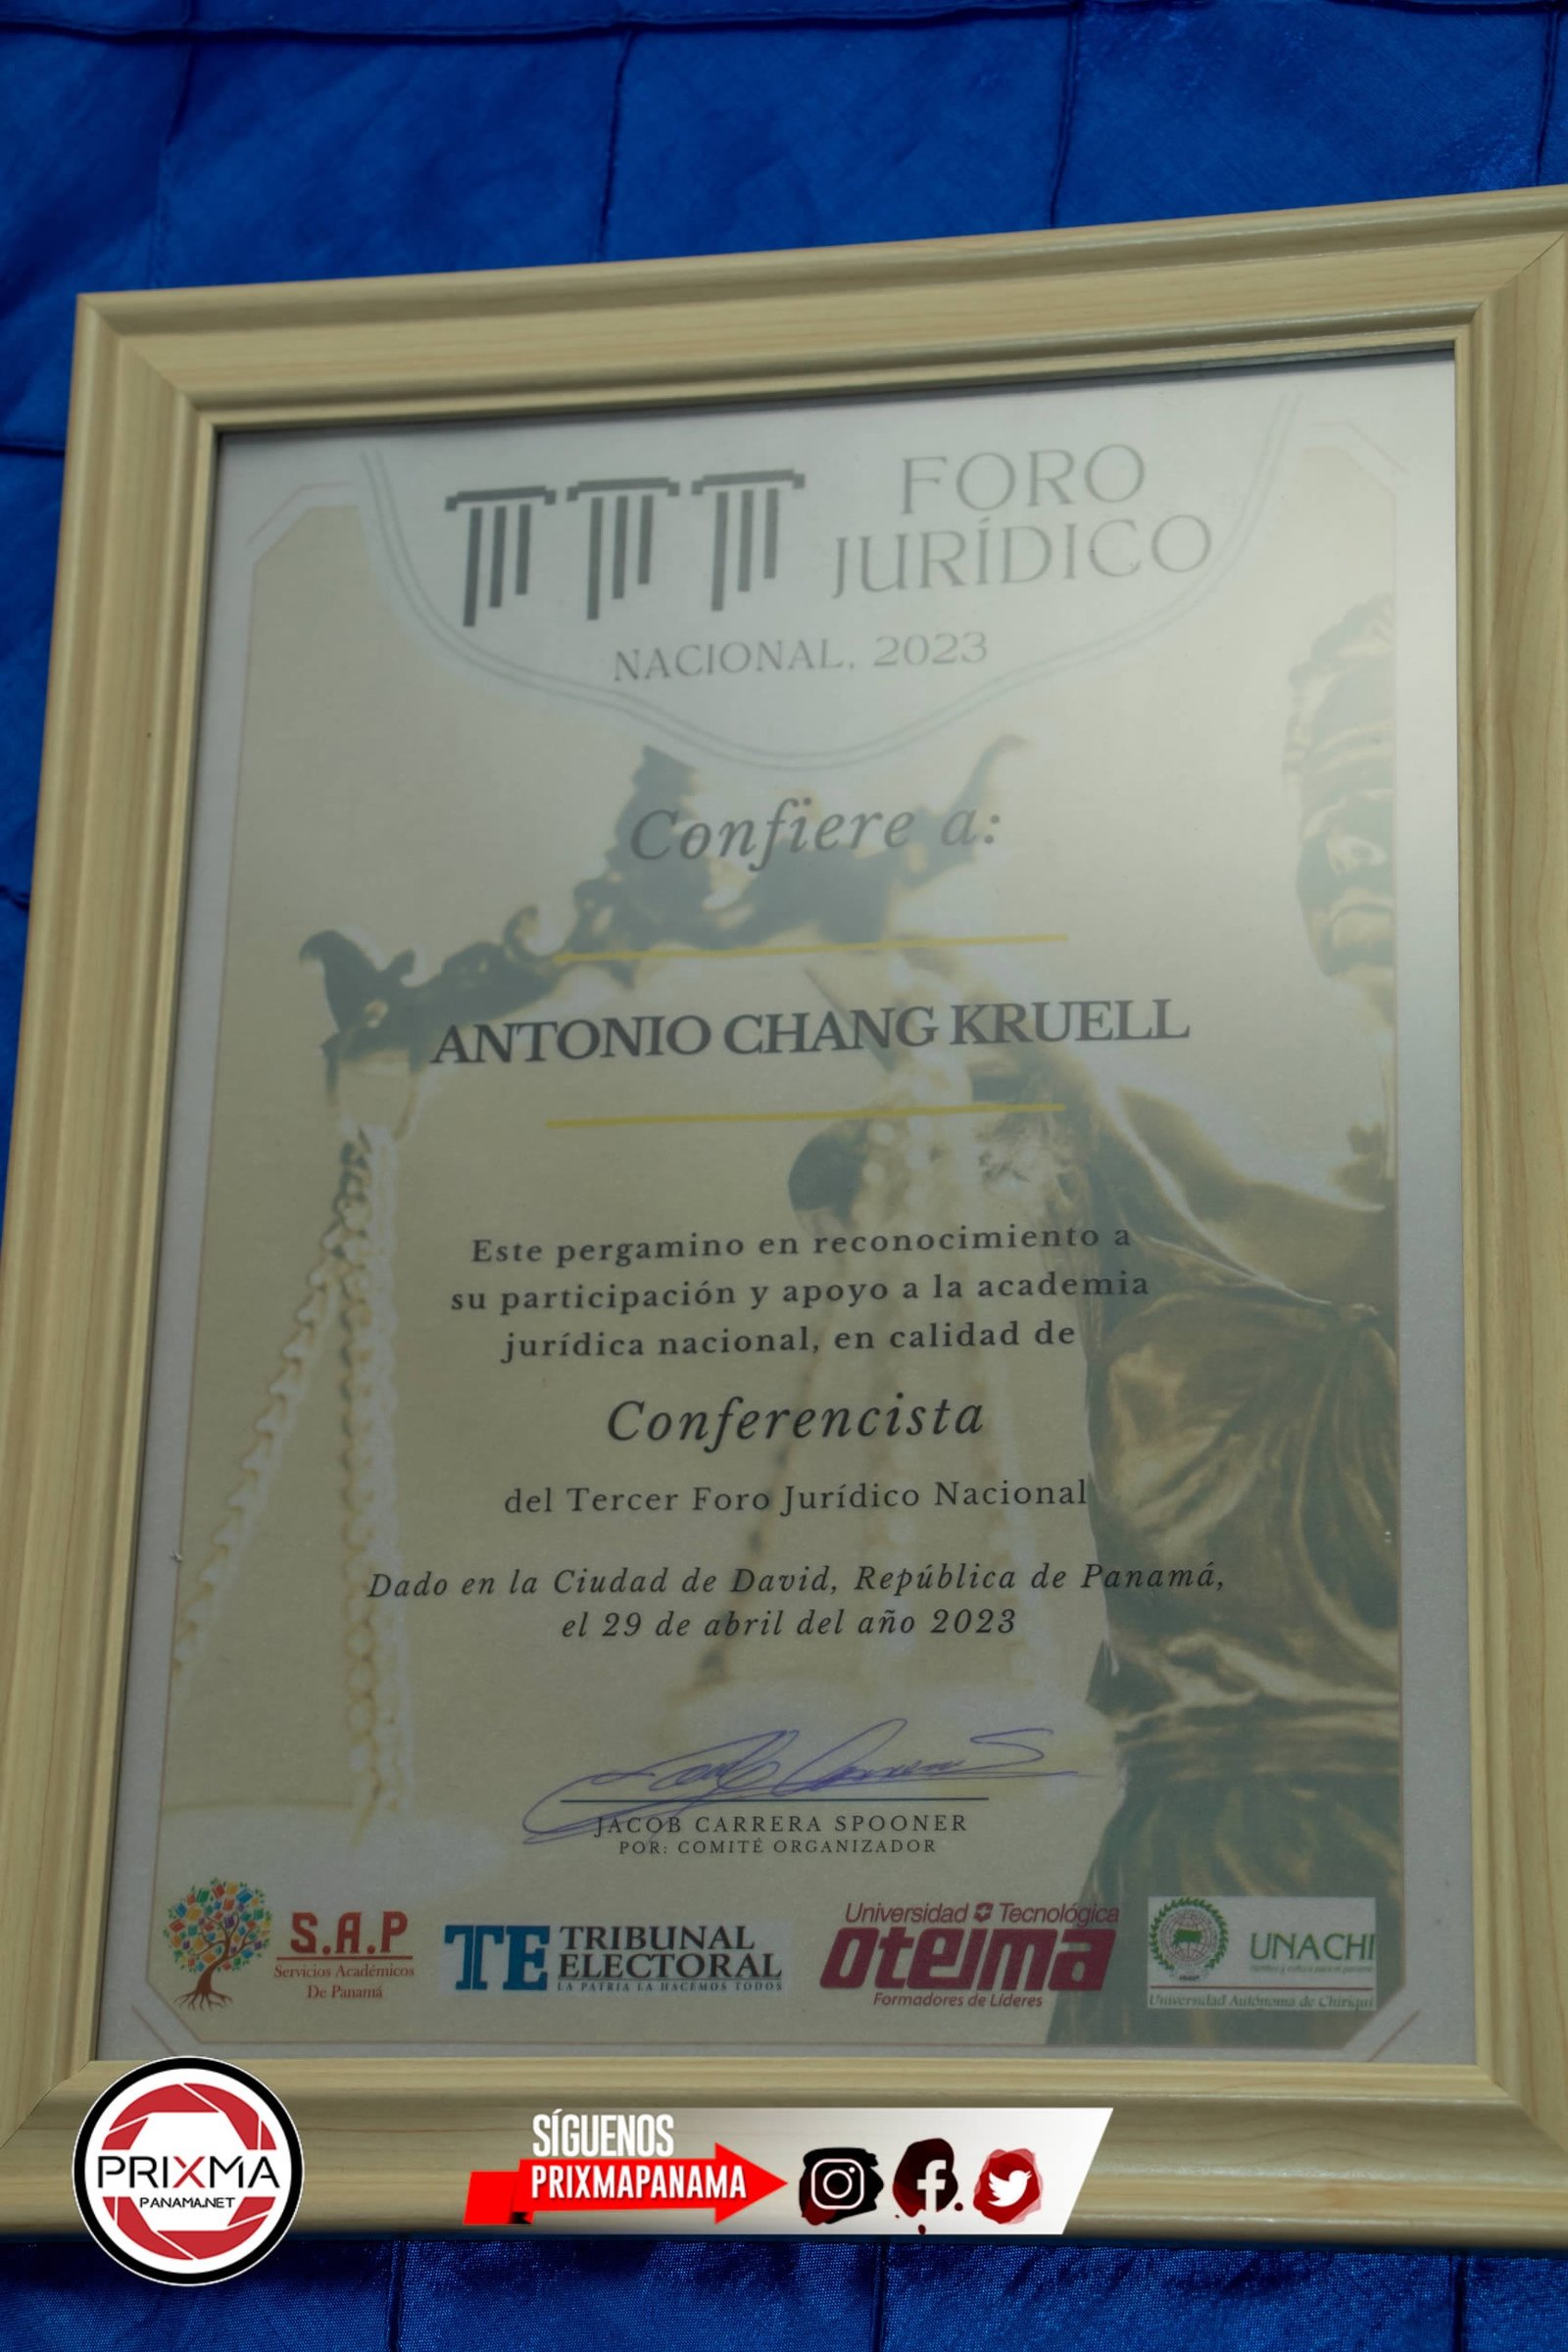 FORO
JURÍDICO
NACIONAL, 2023
Confiere a:
ANTONIO CHANG KRUELL
Este pergamino en reconocimiento a
su participación y apoyo a la academia
jurídica nacional, en calidad de
Conferencista
del Tercer Foro Jurídico Nacional
Dado en la Ciudad de David, República de Panamá,
el 29 de abril del año 2023
JACOB CARRERA SPOONER
POR: COMITÉ ORGANIZADOR
S.A.P
Servicios Académicos
De Panamá
TE TRIBUNAL
ELECTORAL
LA PATRIA LA HACEMOS TODOS
Universidad Tecnológica
oteima
Formadores de Líderes
UNACHI
Universidad Autónoma de Chiriquí
PRIXMA
PANAMA.NET
SÍGUENOS
PRIXMAPANAMA